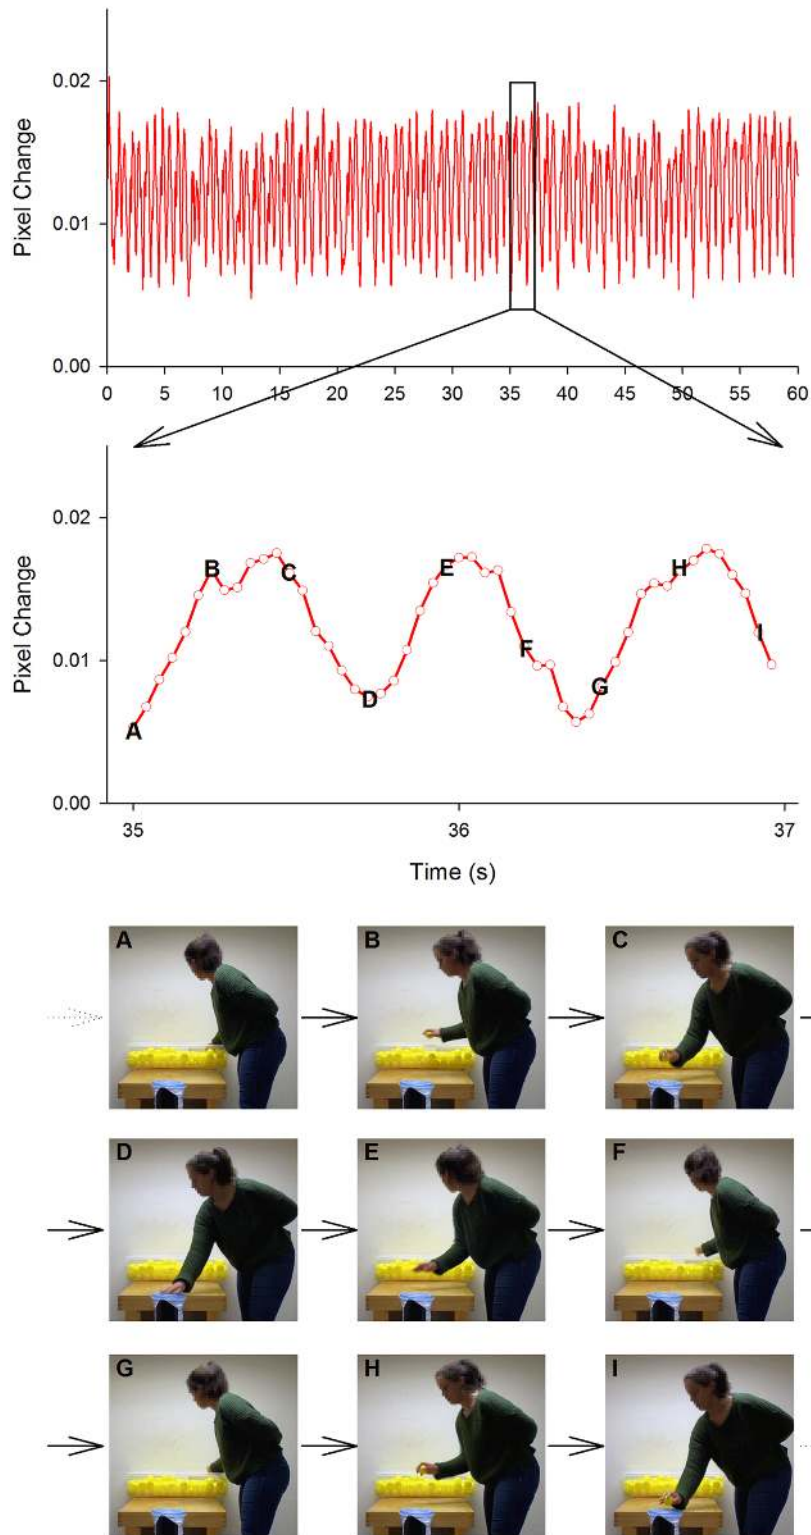 Pixel Change
0.02
0.01
0.00
0 5 10 15 20 25 30 35 40 45 50 55 60
Pixel Change
0.02
0.01
0.00
A B C D E F G H I
35 36 37
Time (s)
A B C
D E F
G H I